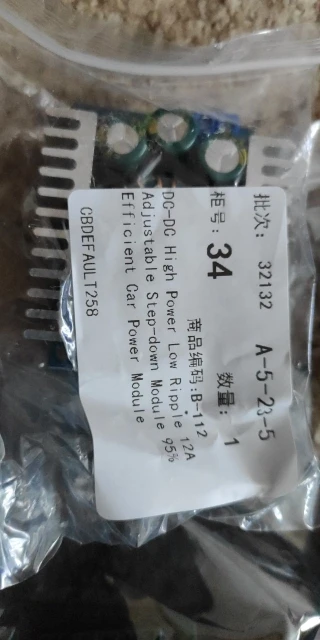 批次: 32132 A-5-23-5
柜号: 34 数量: 1
商品编码:B-112
DC-DC High Power Low Ripple 12A
Adjustable Step-down Module 95%
Efficient Car Power Module
CBDEFAULT258